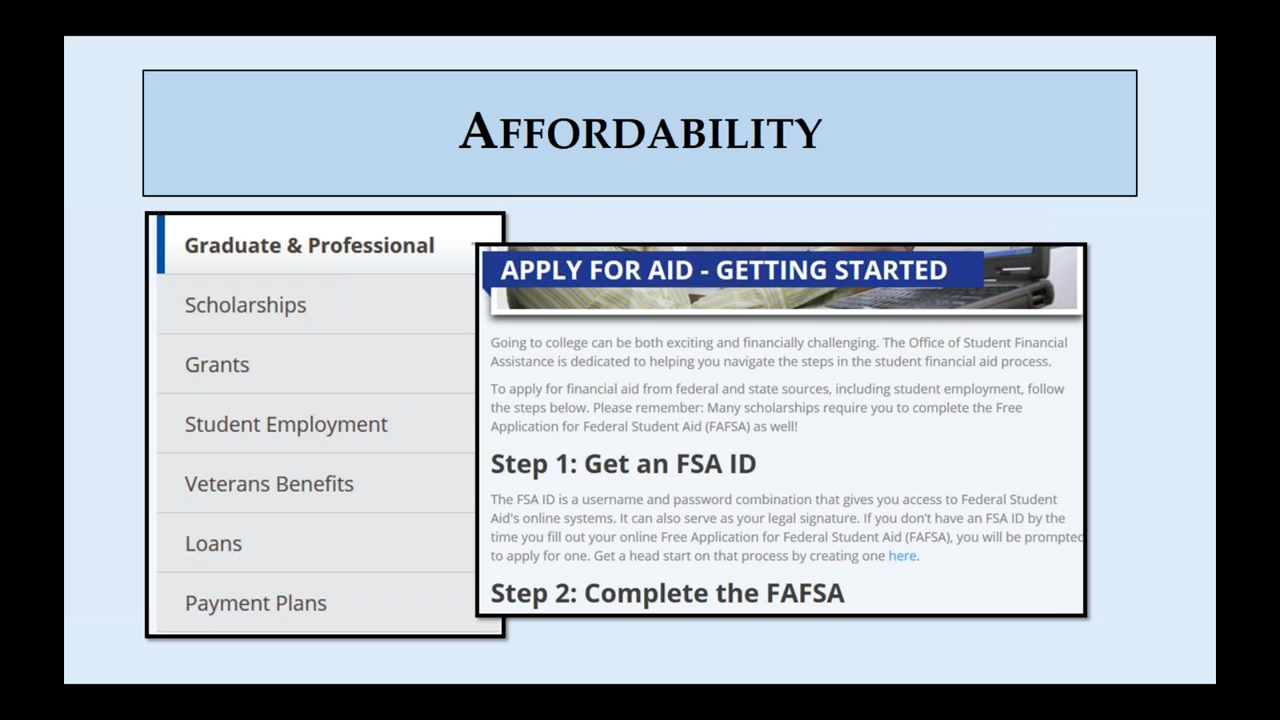 AFFORDABILITY
Graduate & Professional
Scholarships
Grants
Student Employment
Veterans Benefits
Loans
Payment Plans
APPLY FOR AID - GETTING STARTED
Going to college can be both exciting and financially challenging. The Office of Student Financial
Assistance is dedicated to helping you navigate the steps in the student financial aid process.
To apply for financial aid from federal and state sources, including student employment, follow
the steps below. Please remember: Many scholarships require you to complete the Free
Application for Federal Student Aid (FAFSA) as well!
Step 1: Get an FSA ID
The FSA ID is a username and password combination that gives you access to Federal Student
Aid's online systems. It can also serve as your legal signature. If you don't have an FSA ID by the
time you fill out your online Free Application for Federal Student Aid (FAFSA), you will be prompted
to apply for one. Get a head start on that process by creating one here.
Step 2: Complete the FAFSA